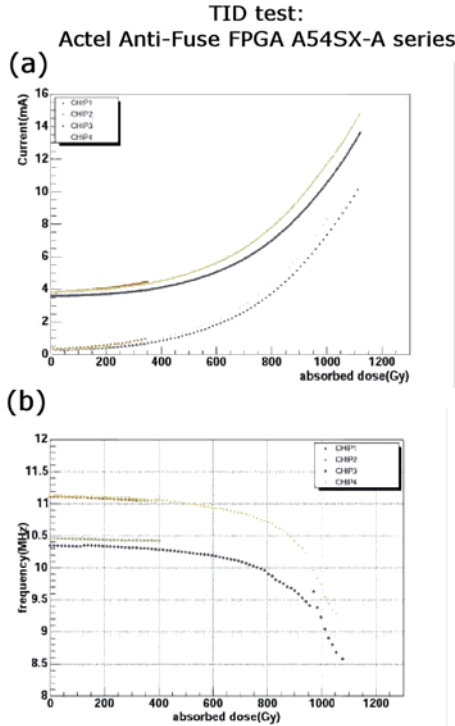 TID test:
Actel Anti-Fuse FPGA A54SX-A series
(a)
Current(mA)
16
14
12
10
8
6
4
2
0
CHIP1
CHIP2
CHIP3
CHIP4
0 200 400 600 800 1000 1200
absorbed dose(Gy)
(b)
frequency(MHz)
12
11.5
11
10.5
10
9.5
9
8.5
8
CHIP1
CHIP2
CHIP3
CHIP4
0 200 400 600 800 1000 1200
absorbed dose(Gy)